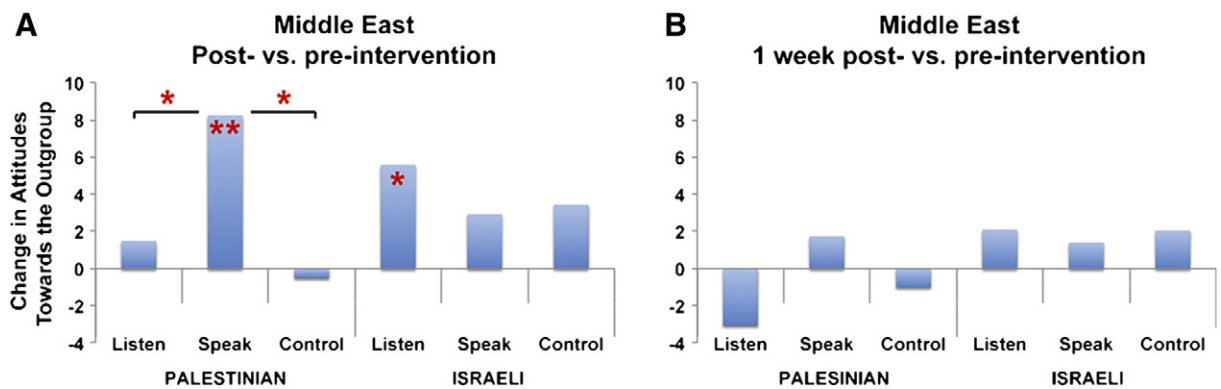 A
Middle East
Post- vs. pre-intervention
Change in Attitudes
Towards the Outgroup
10
8
6
4
2
0
-2
-4
*
*
**
*
Listen Speak Control Listen Speak Control
PALESTINIAN ISRAELI
B
Middle East
1 week post- vs. pre-intervention
10
8
6
4
2
0
-2
-4
Listen Speak Control Listen Speak Control
PALESINIAN ISRAELI